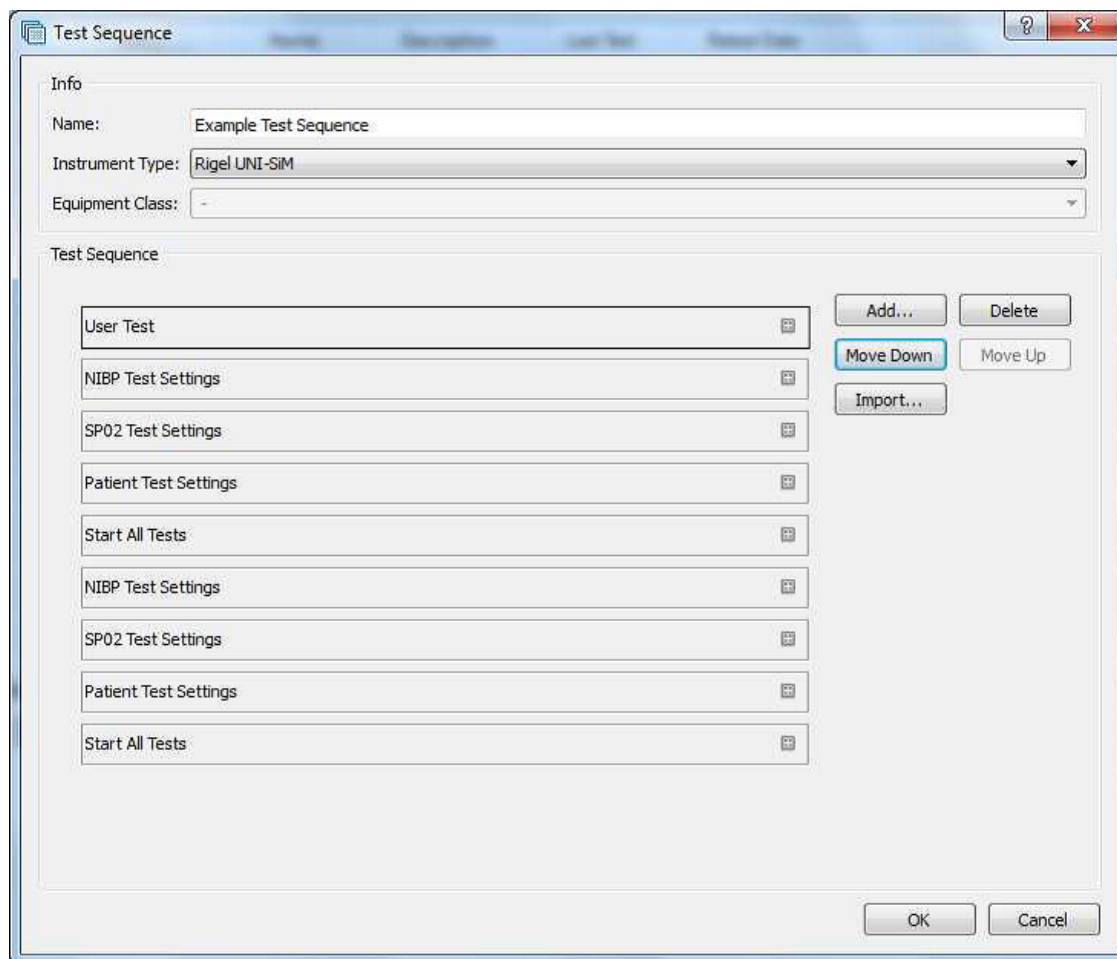 Test Sequence
Info
Name: Example Test Sequence
Instrument Type: Rigel UNI-SiM
Equipment Class: -
Test Sequence
User Test
Add... Delete
Move Down Move Up
NIBP Test Settings
Import...
SP02 Test Settings
Patient Test Settings
Start All Tests
NIBP Test Settings
SP02 Test Settings
Patient Test Settings
Start All Tests
OK Cancel